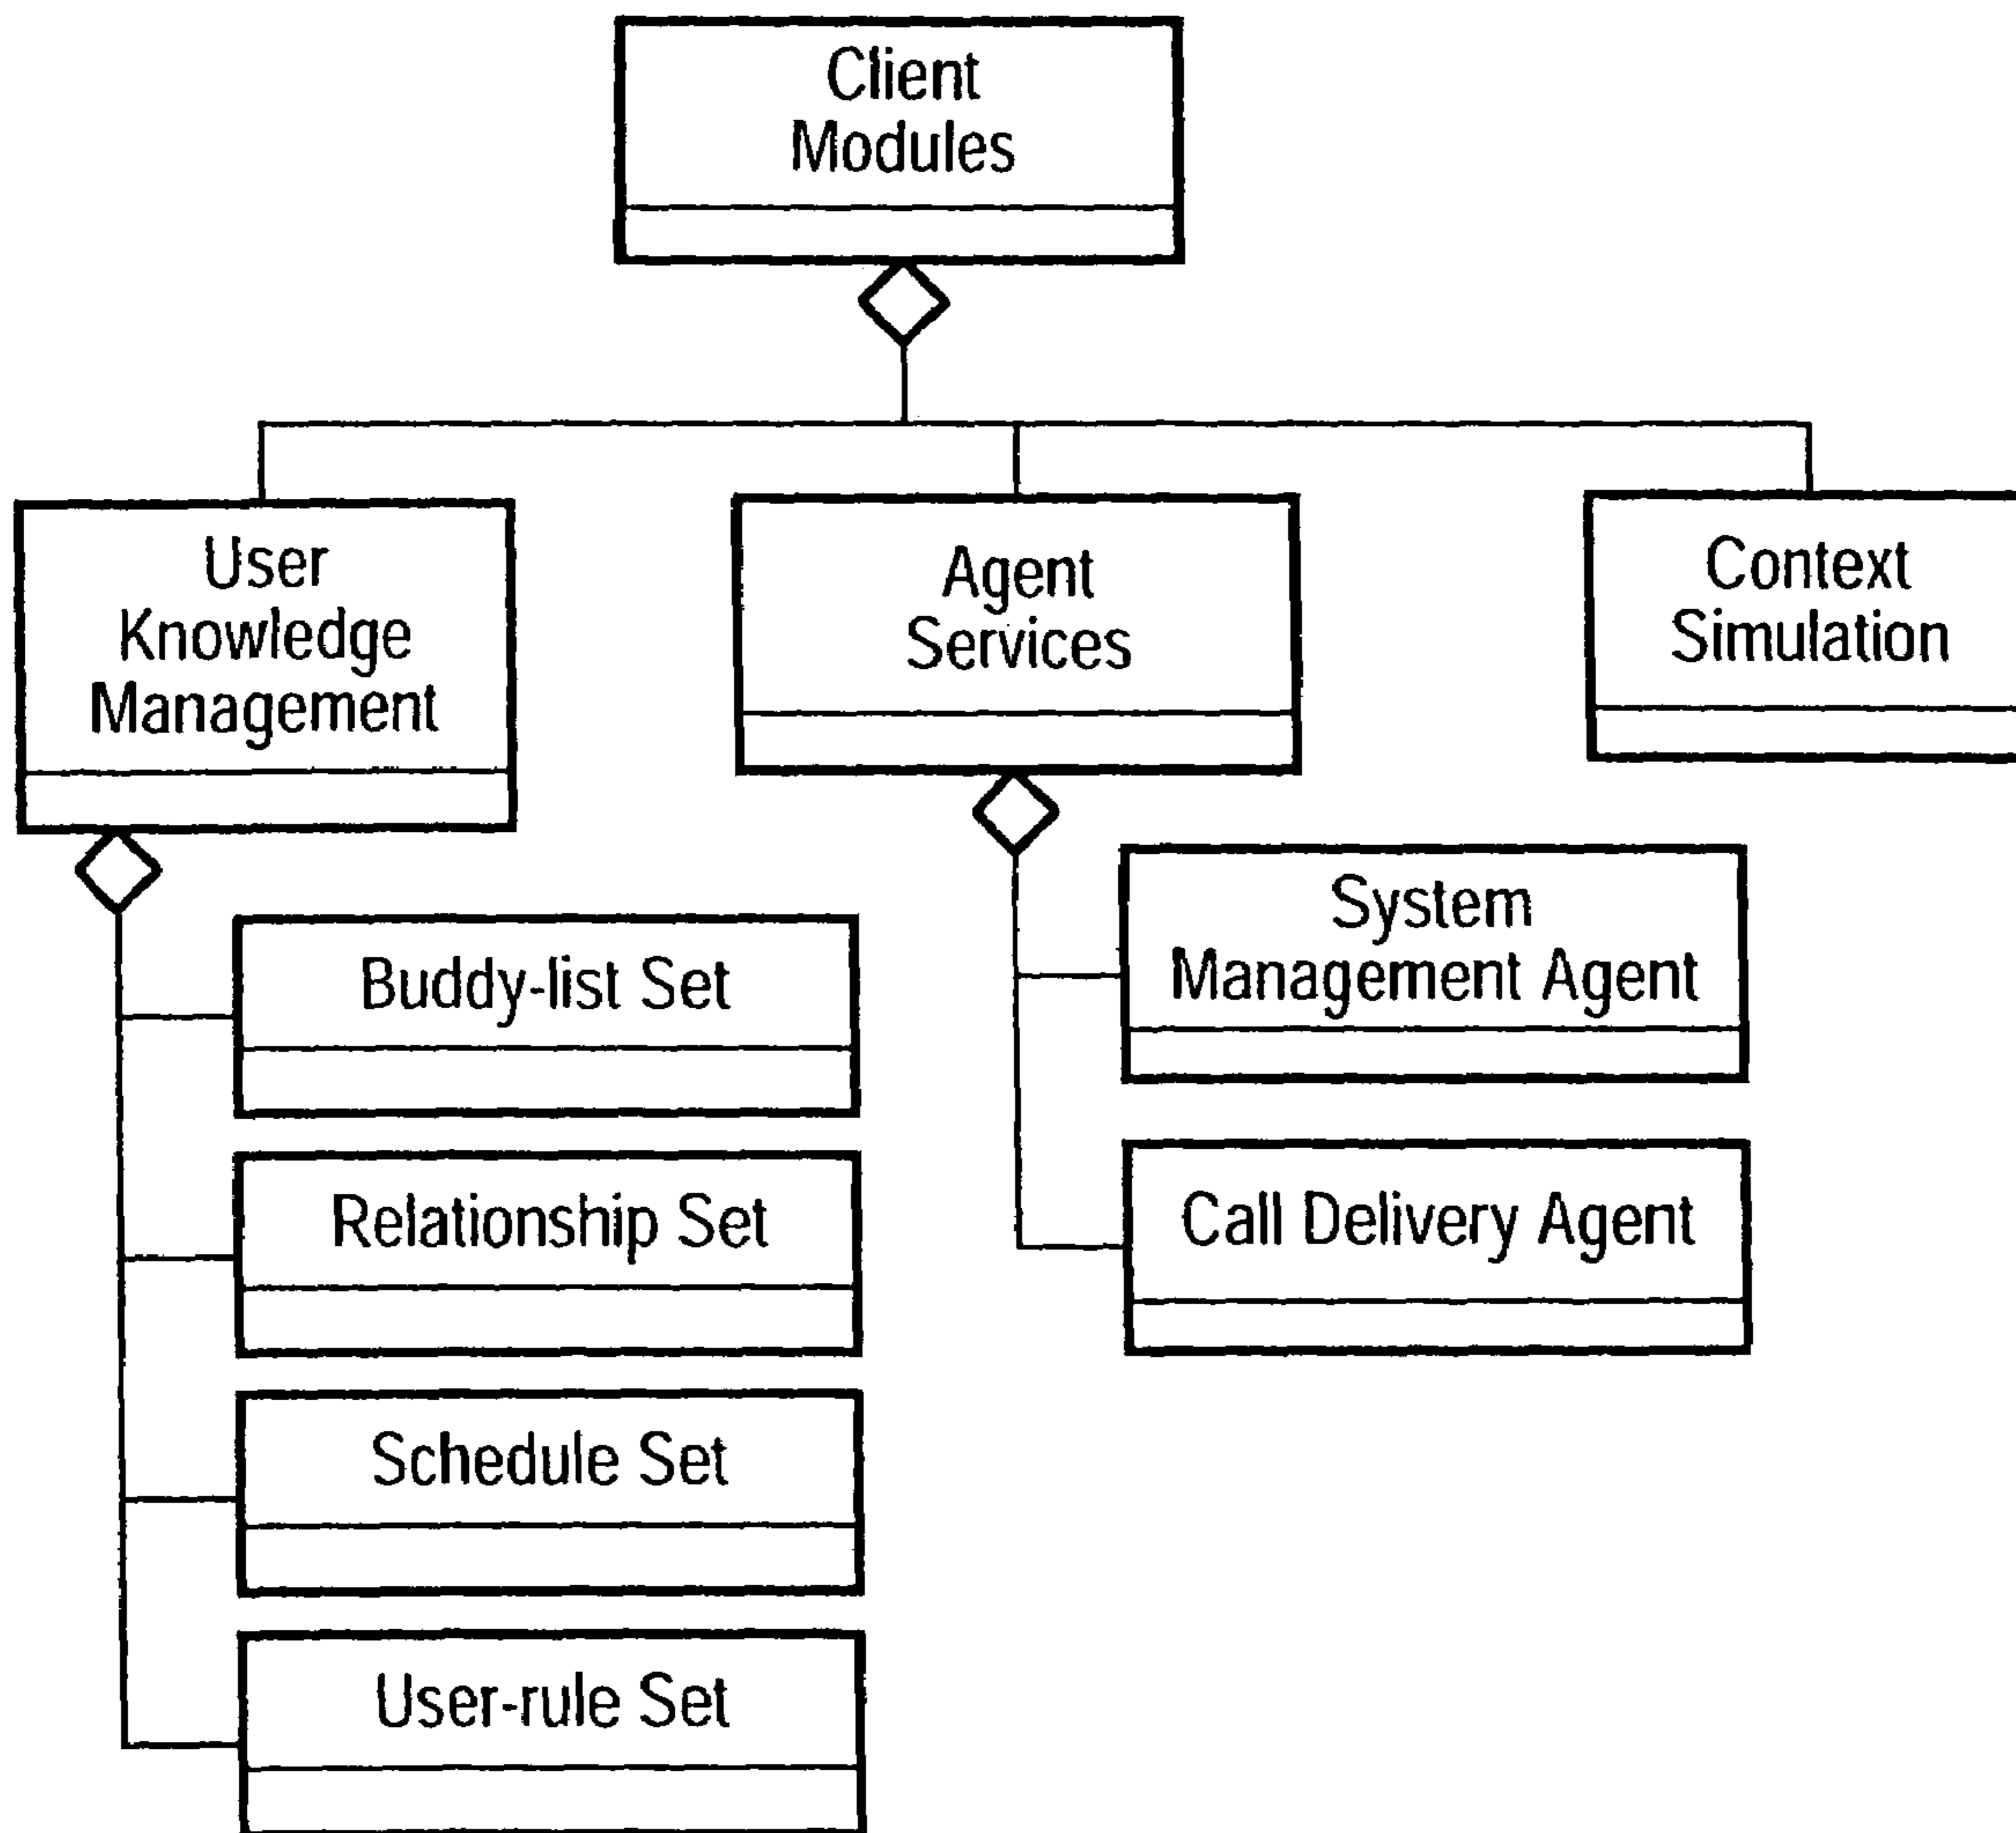 Client
Modules
User
Knowledge
Management
Agent
Services
Context
Simulation
Buddy-list Set
Relationship Set
Schedule Set
User-rule Set
System
Management Agent
Call Delivery Agent